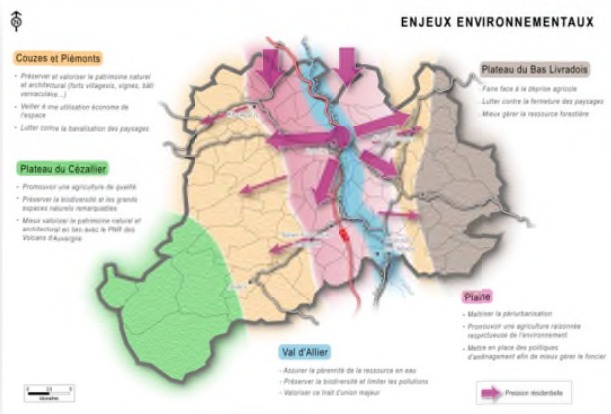 ENJEUX ENVIRONNEMENTAUX
Couzes et Piémonts
- Préserver et valoriser le patrimoine naturel
et architectural (forts villageois, vignes, bâti
vernaculaire...)
- Veiller à une utilisation économe de
l'espace
- Lutter contre la banalisation des paysages
Plateau du Cézallier
- Promouvoir une agriculture de qualité
- Préserver la biodiversité et les grands
espaces naturels remarquables
- Mieux valoriser le patrimoine naturel et
architectural en lien avec le PNR des
Volcans d'Auvergne
Plateau du Bas Livradois
- Faire face à la déprise agricole
- Lutter contre la fermeture des paysages
- Mieux gérer la ressource forestière
Plaine
- Maîtriser la périurbanisation
- Promouvoir une agriculture raisonnée
respectueuse de l'environnement
- Mettre en place des politiques
d'aménagement afin de mieux gérer le foncier
Val d'Allier
- Assurer la pérennité de la ressource en eau
- Préserver la biodiversité et limiter les pollutions
- Valoriser ce trait d'union majeur
Pression résidentielle